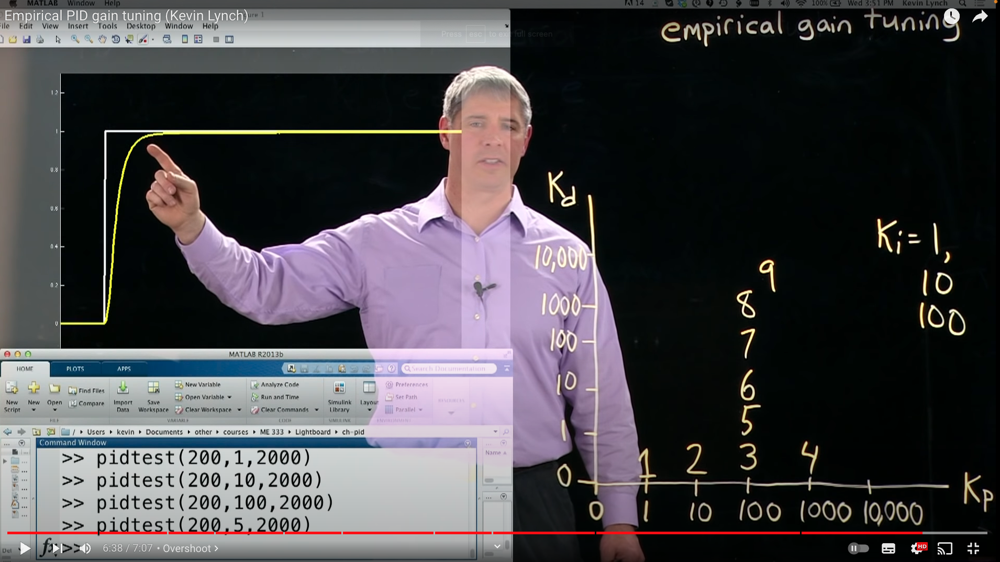 MATLAB Window Help
14 100% Wed 3:51 PM Kevin Lynch
Empirical PID gain tuning (Kevin Lynch)
File Edit View Insert Tools Desktop Window Help
Press esc to exit full screen
empirical gain tuning
1.2
1
0.8
0.6
0.4
0.2
0
Kd
10,000
1000
100
10
1
0
Ki = 1,
10
100
9
8
7
6
5
1 2 3 4
0 1 10 100 1000 10,000
Kp
MATLAB R2013b
HOME PLOTS APPS
Search Documentation
New Script
New
Open
Find Files
Compare
FILE
Import Data
Save Workspace
New Variable
Open Variable
Clear Workspace
VARIABLE
Analyze Code
Run and Time
Clear Commands
CODE
Simulink Library
SIMULINK
Layout
Preferences
Set Path
Parallel
ENVIRONMENT
RESOURCES
/ Users kevin Documents other courses ME 333 Lightboard ch-pid
Command Window
Name
>> pidtest(200,1,2000)
>> pidtest(200,10,2000)
>> pidtest(200,100,2000)
>> pidtest(200,5,2000)
fx >>
Det
6:38 / 7:07 • Overshoot
HD